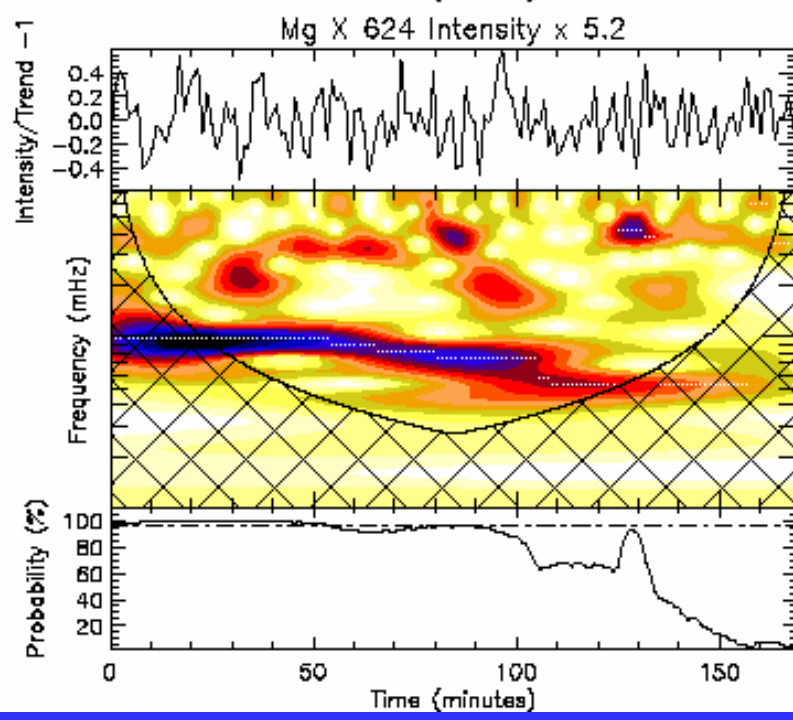 Mg X 624 Intensity x 5.2
Intensity/Trend -1
0.4
0.2
0.0
-0.2
-0.4
Frequency (mHz)
Probability (%)
100
80
60
40
20
0 50 100 150
Time (minutes)